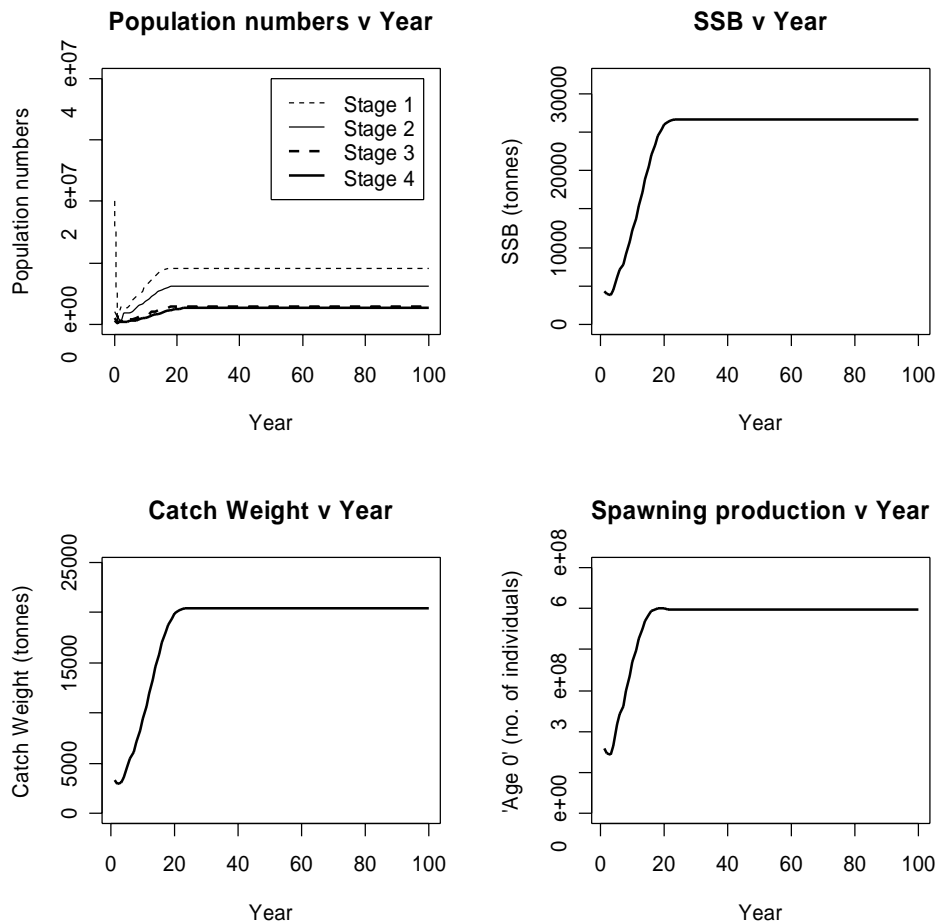 Population numbers v Year
Population numbers
0 e+00 2 e+07 4 e+07
Stage 1
Stage 2
Stage 3
Stage 4
0 20 40 60 80 100
Year
SSB v Year
SSB (tonnes)
0 10000 20000 30000
0 20 40 60 80 100
Year
Catch Weight v Year
Catch Weight (tonnes)
0 5000 15000 25000
0 20 40 60 80 100
Year
Spawning production v Year
'Age 0' (no. of individuals)
0 e+00 3 e+08 6 e+08
0 20 40 60 80 100
Year